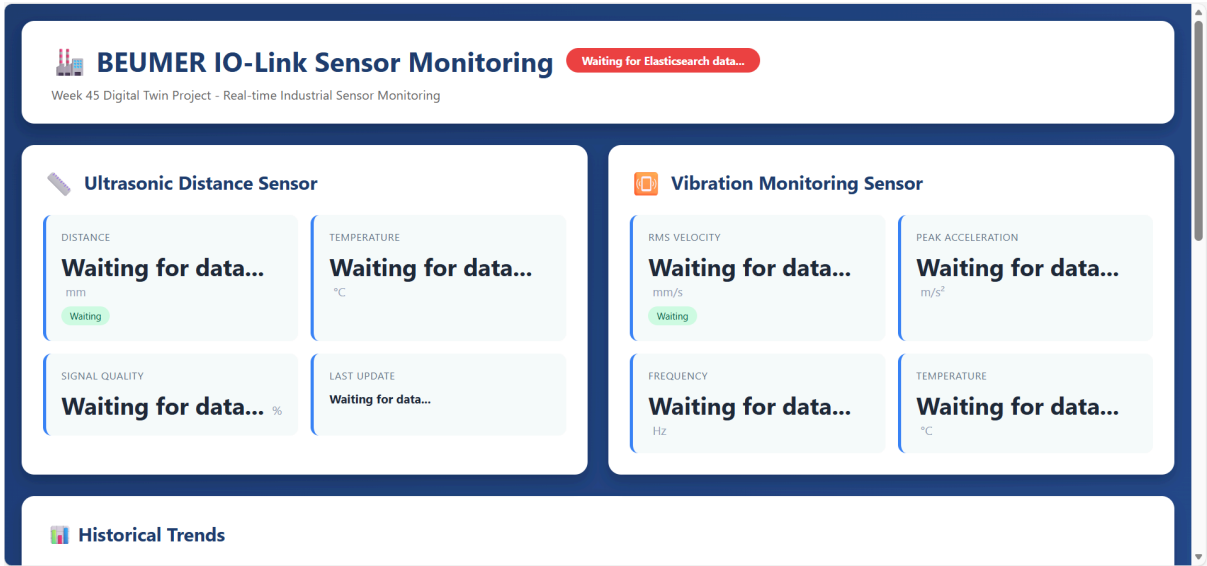 BEUMER IO-Link Sensor Monitoring
Waiting for Elasticsearch data...
Week 45 Digital Twin Project - Real-time Industrial Sensor Monitoring
Ultrasonic Distance Sensor
DISTANCE
Waiting for data...
mm
Waiting
TEMPERATURE
Waiting for data...
°C
SIGNAL QUALITY
Waiting for data... %
LAST UPDATE
Waiting for data...
Vibration Monitoring Sensor
RMS VELOCITY
Waiting for data...
mm/s
Waiting
PEAK ACCELERATION
Waiting for data...
m/s²
FREQUENCY
Waiting for data...
Hz
TEMPERATURE
Waiting for data...
°C
Historical Trends